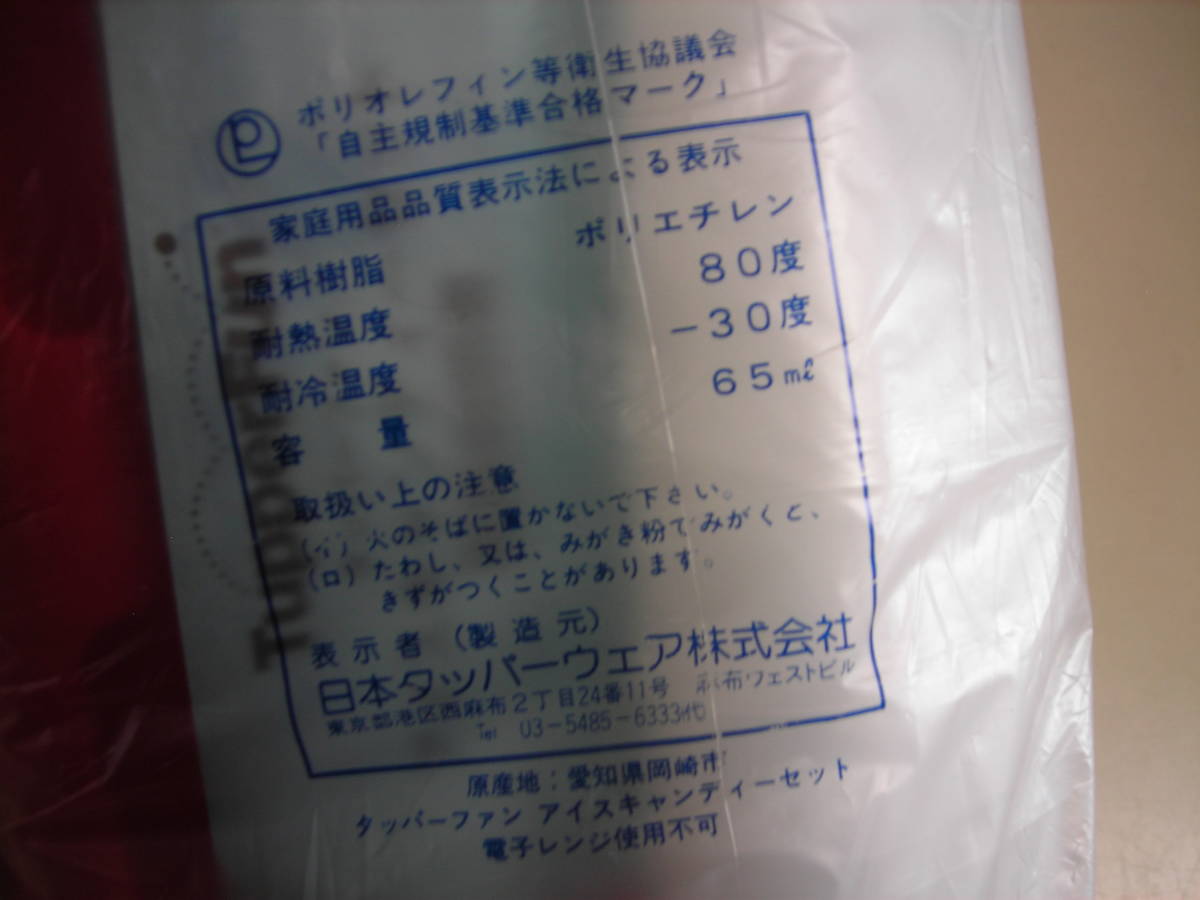 PL ポリオレフィン等衛生協議会
「自主規制基準合格マーク」
家庭用品品質表示法による表示
原料樹脂 ポリエチレン
耐熱温度 80度
耐冷温度 -30度
容量 65㎖
取扱い上の注意
(イ) 火のそばに置かないで下さい。
(ロ) たわし、又は、みがき粉でみがくと、
きずがつくことがあります。
表示者 (製造元)
日本タッパーウェア株式会社
東京都港区西麻布2丁目24番11号 麻布ウェストビル
Tel 03-5485-6333代
原産地:愛知県岡崎市
タッパーファン アイスキャンディーセット
電子レンジ使用不可